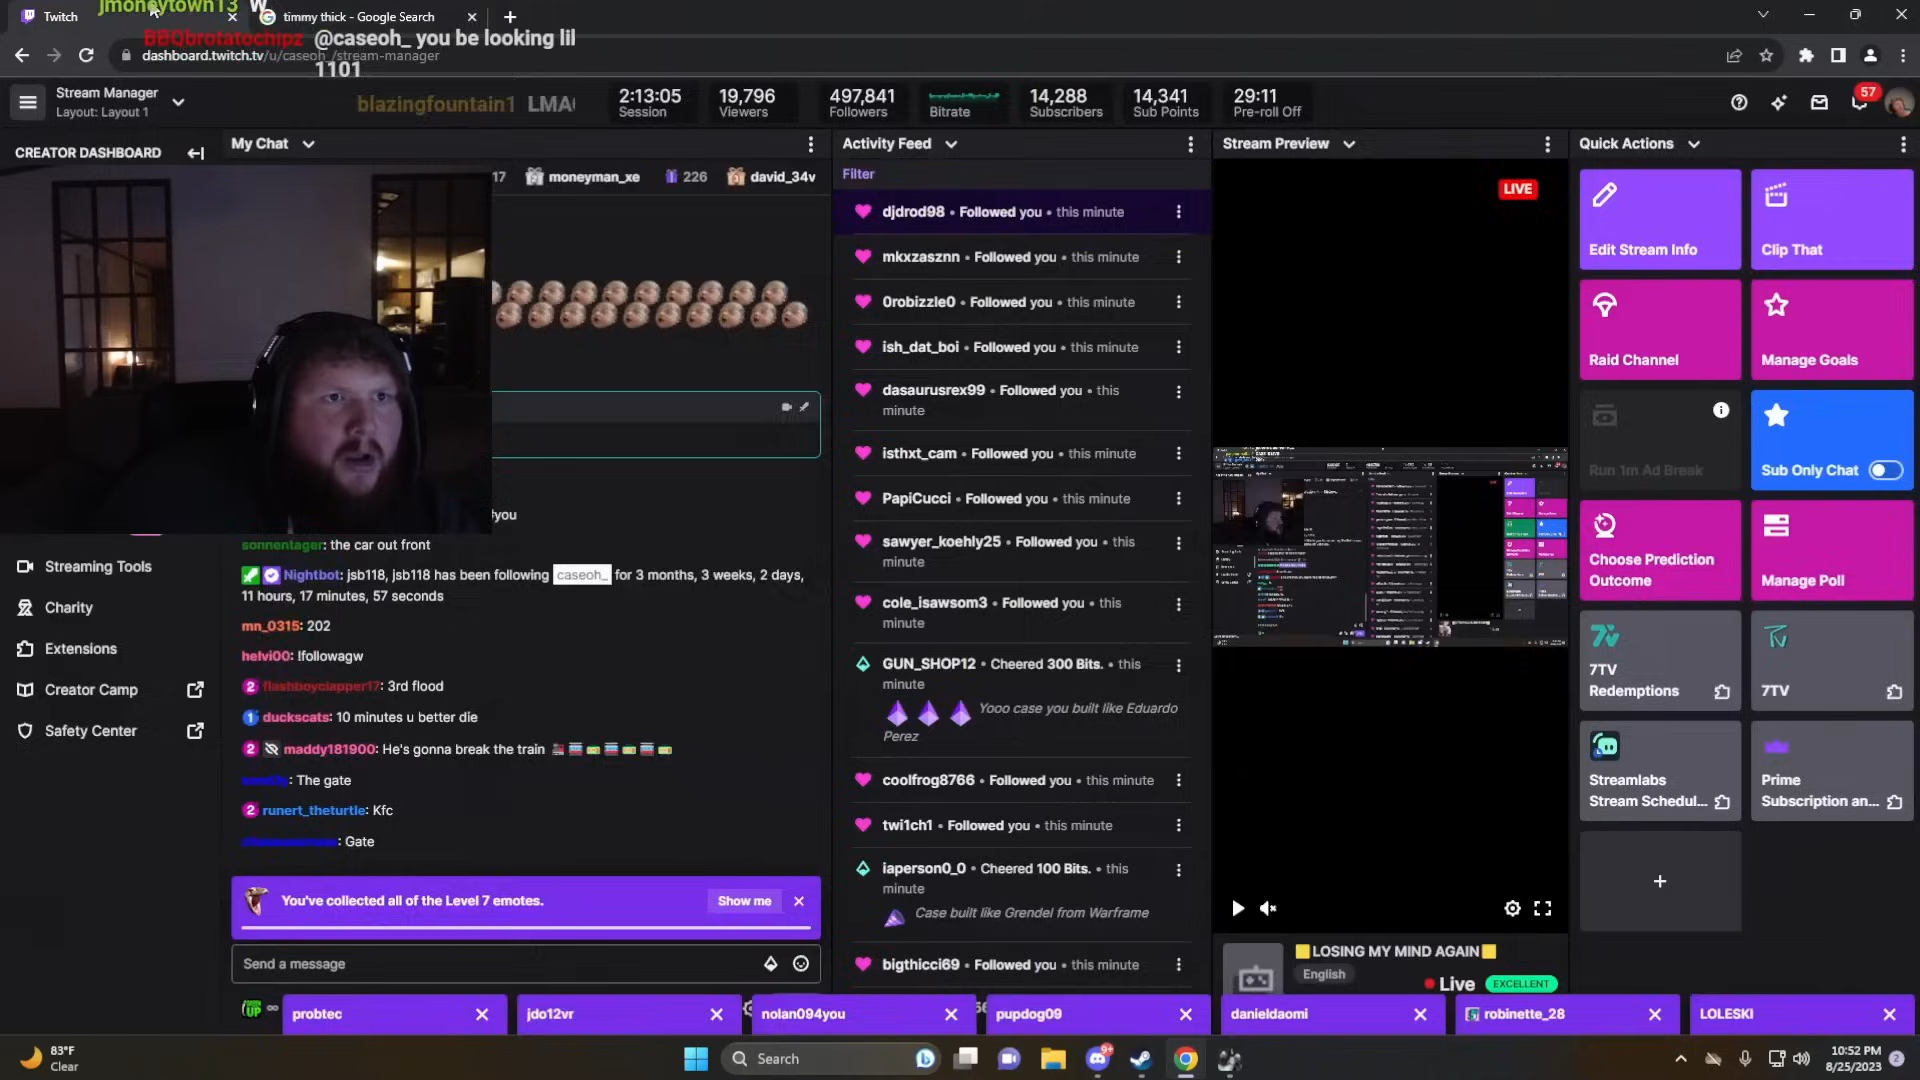 Twitch
jmoneytown13 W
timmy thick - Google Search
BBQbrotatochipz @caseoh_ you be looking lil
dashboard.twitch.tv/u/caseoh_/stream-manager
1101
Stream Manager
Layout: Layout 1
blazingfountain1 LMA
2:13:05
Session
19,796
Viewers
497,841
Followers
Bitrate
14,288
Subscribers
14,341
Sub Points
29:11
Pre-roll Off
57
CREATOR DASHBOARD
My Chat
17 moneyman_xe 226 david_34v
you
sonnentager: the car out front
Nightbot: jsb118, jsb118 has been following caseoh_ for 3 months, 3 weeks, 2 days,
11 hours, 17 minutes, 57 seconds
mn_0315: 202
helvi00: !followagw
2 flashboyclapper17: 3rd flood
1 duckscats: 10 minutes u better die
2 maddy181900: He's gonna break the train
: The gate
2 runert_theturtle: Kfc
: Gate
You've collected all of the Level 7 emotes.
Show me
Send a message
Streaming Tools
Charity
Extensions
Creator Camp
Safety Center
Activity Feed
Filter
djdrod98 • Followed you • this minute
mkxzasznn • Followed you • this minute
0robizzle0 • Followed you • this minute
ish_dat_boi • Followed you • this minute
dasaurusrex99 • Followed you • this
minute
isthxt_cam • Followed you • this minute
PapiCucci • Followed you • this minute
sawyer_koehly25 • Followed you • this
minute
cole_isawsom3 • Followed you • this
minute
GUN_SHOP12 • Cheered 300 Bits. • this
minute
Yooo case you built like Eduardo
Perez
coolfrog8766 • Followed you • this minute
twi1ch1 • Followed you • this minute
iaperson0_0 • Cheered 100 Bits. • this
minute
Case built like Grendel from Warframe
bigthicci69 • Followed you • this minute
Stream Preview
LIVE
LOSING MY MIND AGAIN
English
Live EXCELLENT
Quick Actions
Edit Stream Info
Clip That
Raid Channel
Manage Goals
Run 1m Ad Break
Sub Only Chat
Choose Prediction
Outcome
Manage Poll
7TV
Redemptions
7TV
Streamlabs
Stream Schedul...
Prime
Subscription an...
probtec
jdo12vr
nolan094you
pupdog09
danieldaomi
robinette_28
LOLESKI
83°F
Clear
Search
9+
10:52 PM
8/25/2023
2